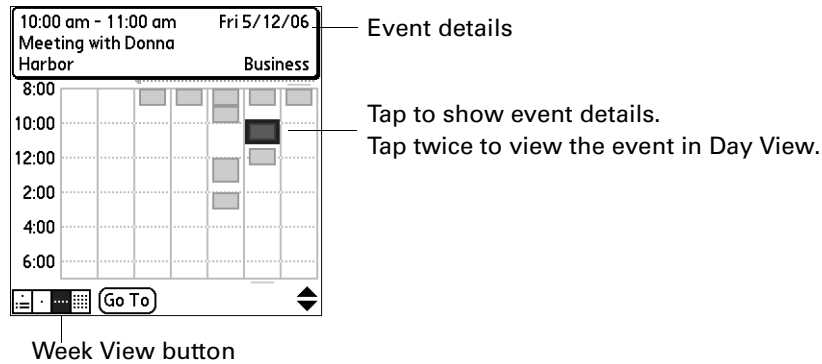 10:00 am - 11:00 am Fri 5/12/06
Meeting with Donna
Harbor Business
Event details
8:00
10:00
Tap to show event details.
Tap twice to view the event in Day View.
12:00
2:00
4:00
6:00
Go To
Week View button